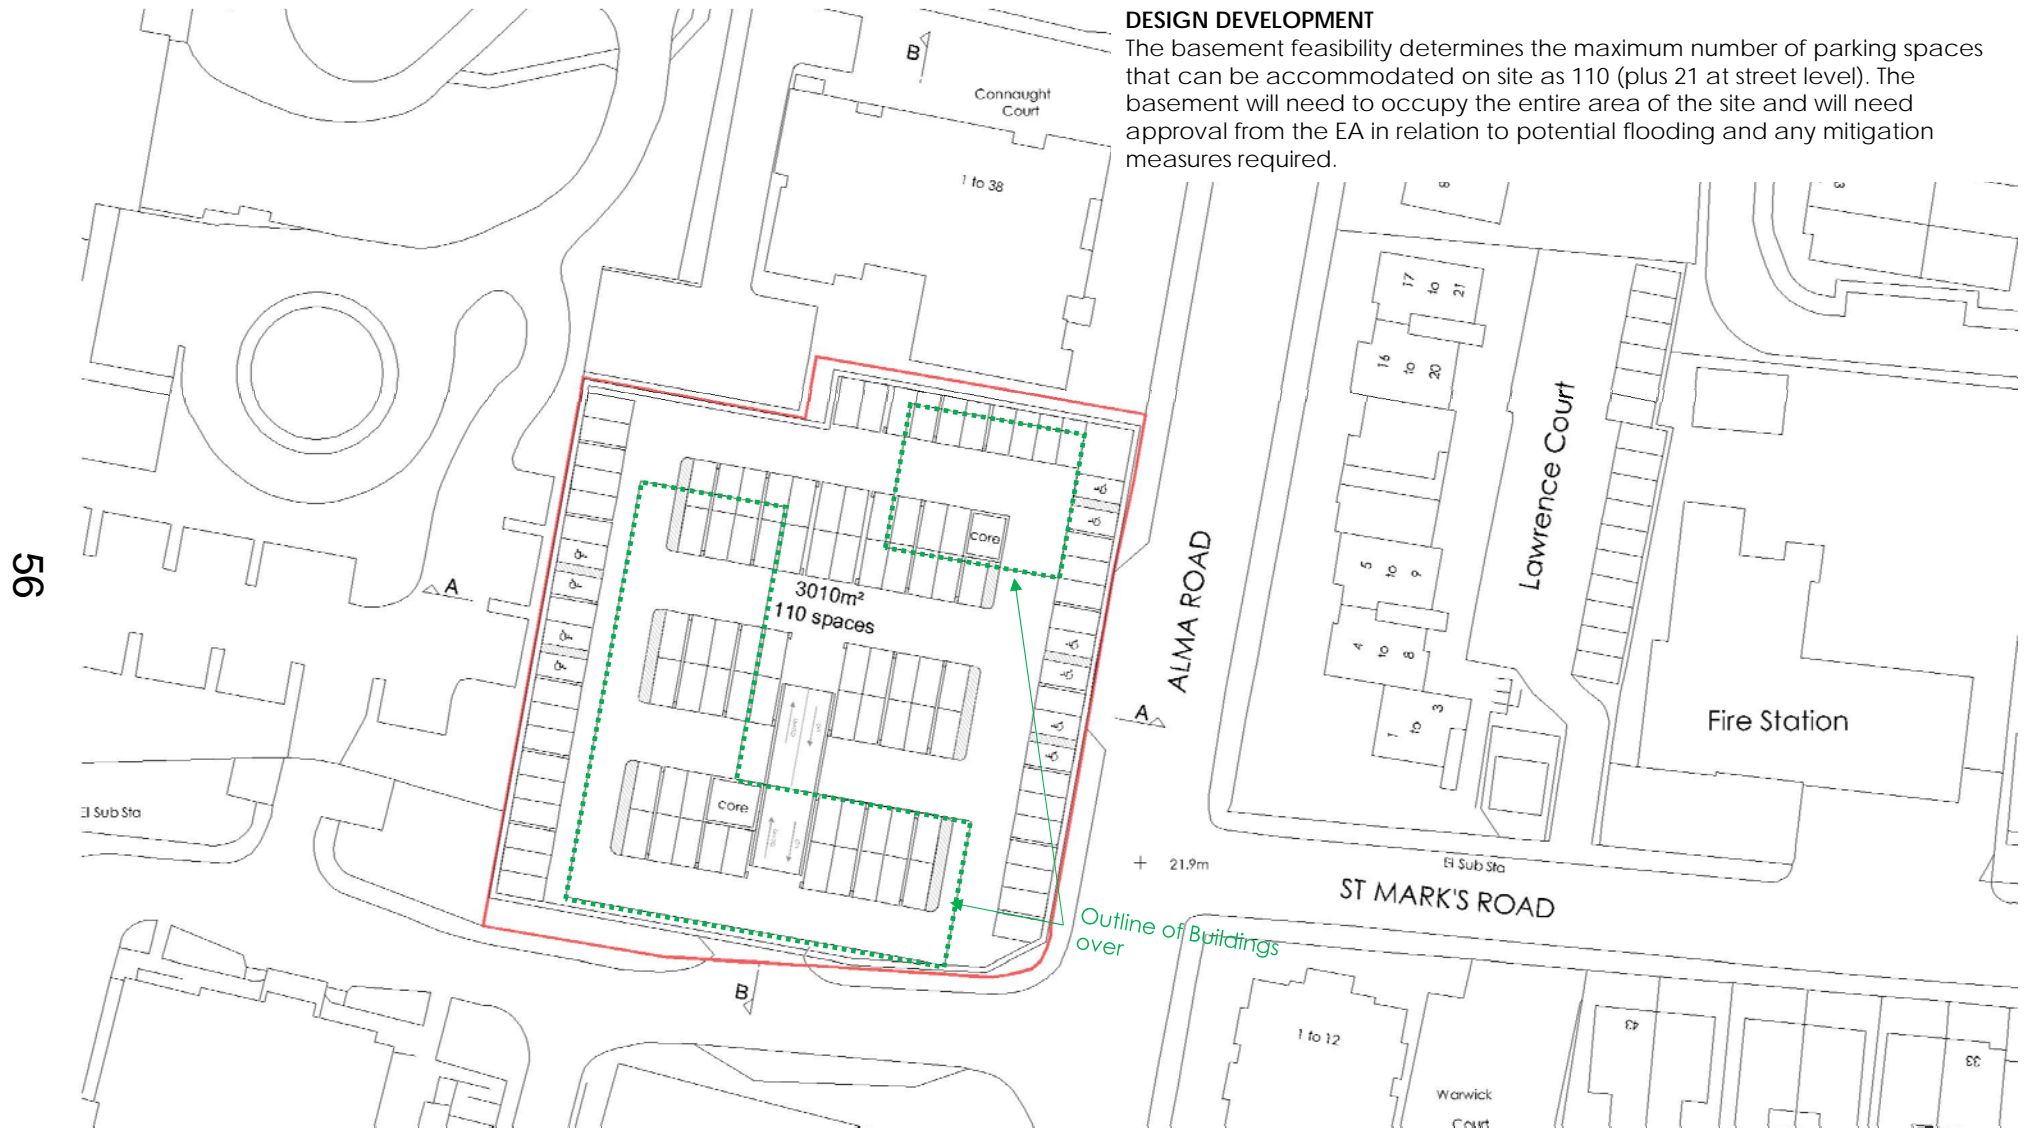 DESIGN DEVELOPMENT
The basement feasibility determines the maximum number of parking spaces
that can be accommodated on site as 110 (plus 21 at street level). The
basement will need to occupy the entire area of the site and will need
approval from the EA in relation to potential flooding and any mitigation
measures required.
B
Connaught
Court
1 to 38
8
3
17
to
21
16
to
20
Lawrence Court
core
5
to
9
A
3010m²
110 spaces
ALMA ROAD
4
to
8
1
to
3
A
Fire Station
56
core
El Sub Sta
21.9m
El Sub Sta
ST MARK'S ROAD
Outline of Buildings
over
B
1 to 12
43
33
Warwick
Court